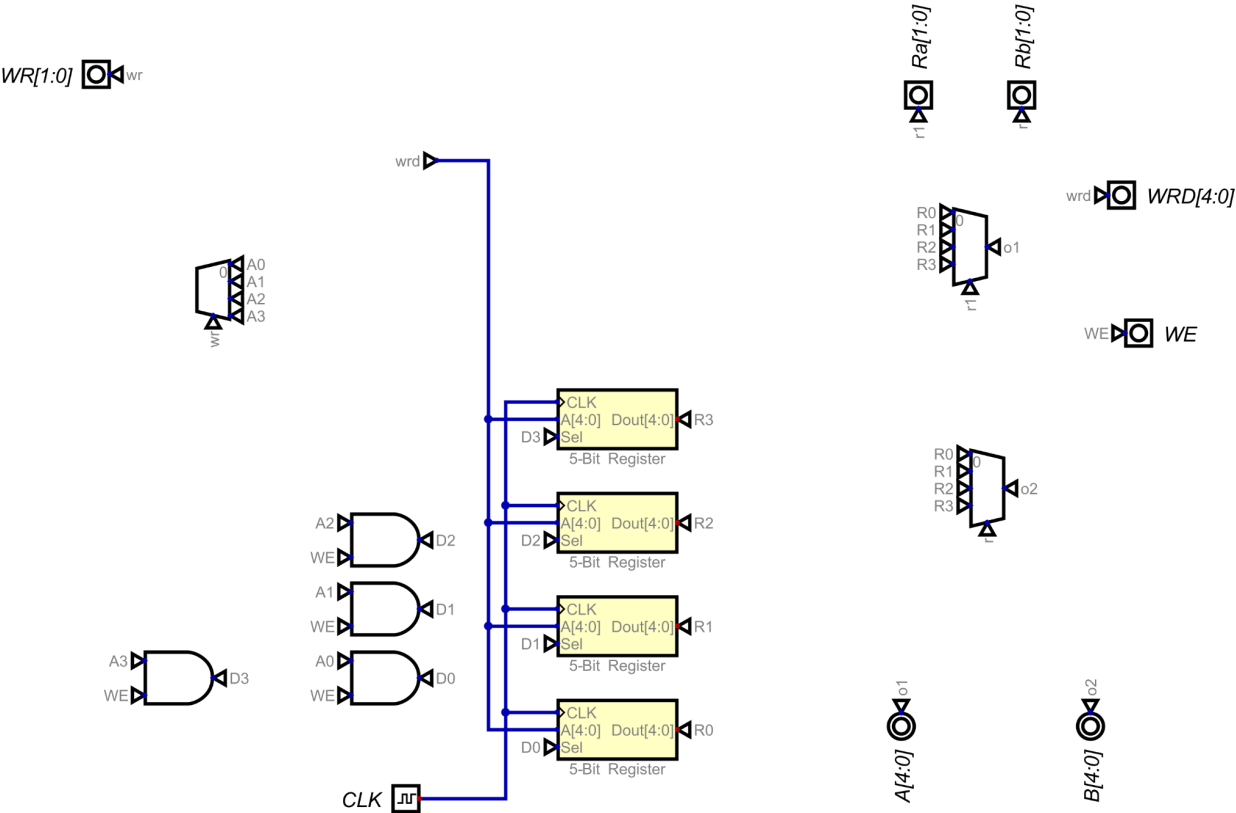 Ra[1:0]
Rb[1:0]
WR[1:0]
wr
r1
r
wrd
wrd
WRD[4:0]
R0
0
R1
R2
o1
R3
r1
0
A0
A1
A2
A3
wr
WE
WE
CLK
A[4:0] Dout[4:0]
R3
D3
Sel
5-Bit Register
R0
0
R1
R2
o2
R3
r
CLK
A[4:0] Dout[4:0]
R2
D2
Sel
5-Bit Register
A2
WE
D2
A1
WE
D1
CLK
A[4:0] Dout[4:0]
R1
D1
Sel
5-Bit Register
A3
WE
D3
A0
WE
D0
CLK
A[4:0] Dout[4:0]
R0
D0
Sel
5-Bit Register
o1
A[4:0]
o2
B[4:0]
CLK